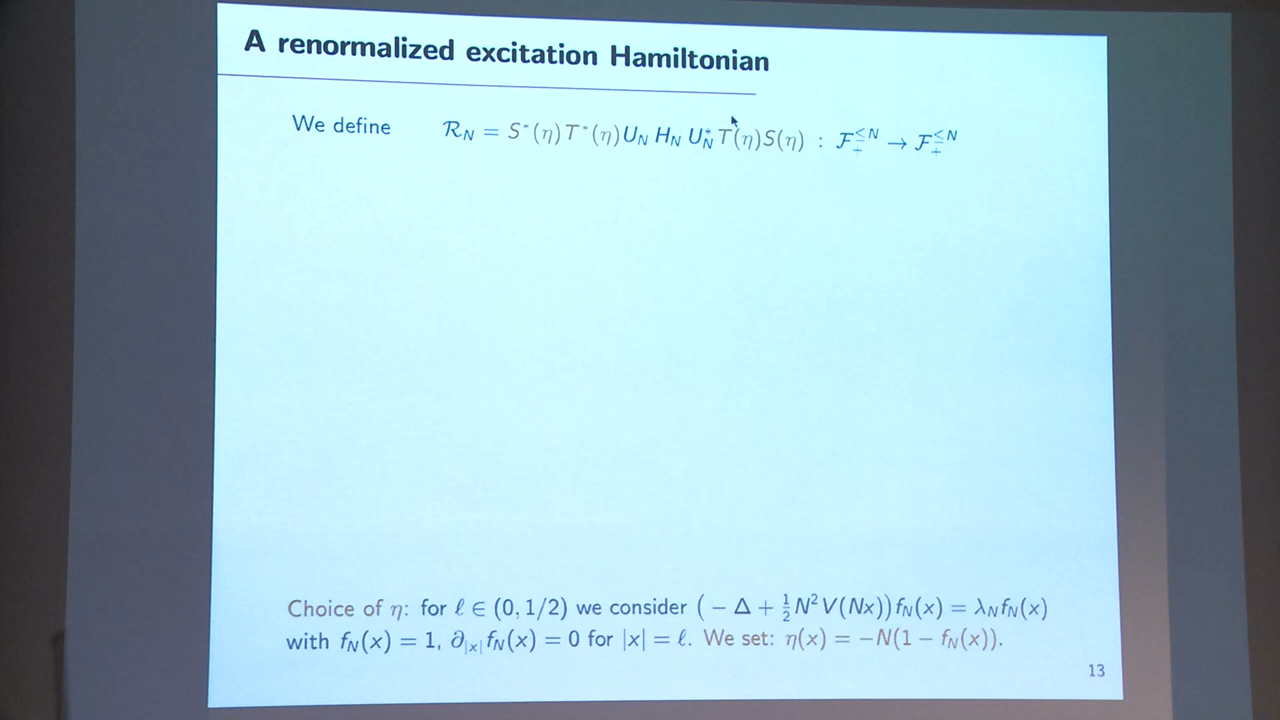 A renormalized excitation Hamiltonian
We define R_N = S*(η)T*(η)U_N H_N U*_N T(η)S(η) : F_+^{≤N} → F_+^{≤N}
Choice of η: for ℓ ∈ (0, 1/2) we consider (− Δ + ½N²V(Nx))f_N(x) = λ_N f_N(x)
with f_N(x) = 1, ∂_{|x|}f_N(x) = 0 for |x| = ℓ. We set: η(x) = −N(1 − f_N(x)).
13